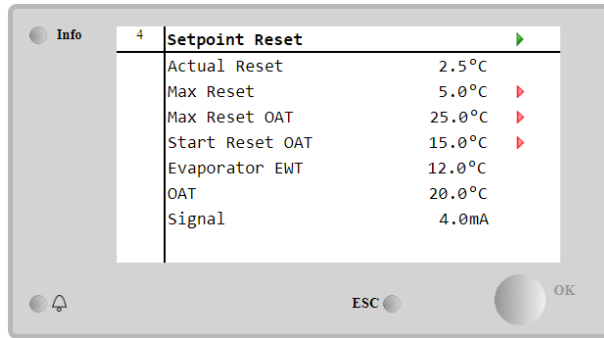 Info
4 Setpoint Reset
Actual Reset 2.5°C
Max Reset 5.0°C
Max Reset OAT 25.0°C
Start Reset OAT 15.0°C
Evaporator EWT 12.0°C
OAT 20.0°C
Signal 4.0mA
ESC OK